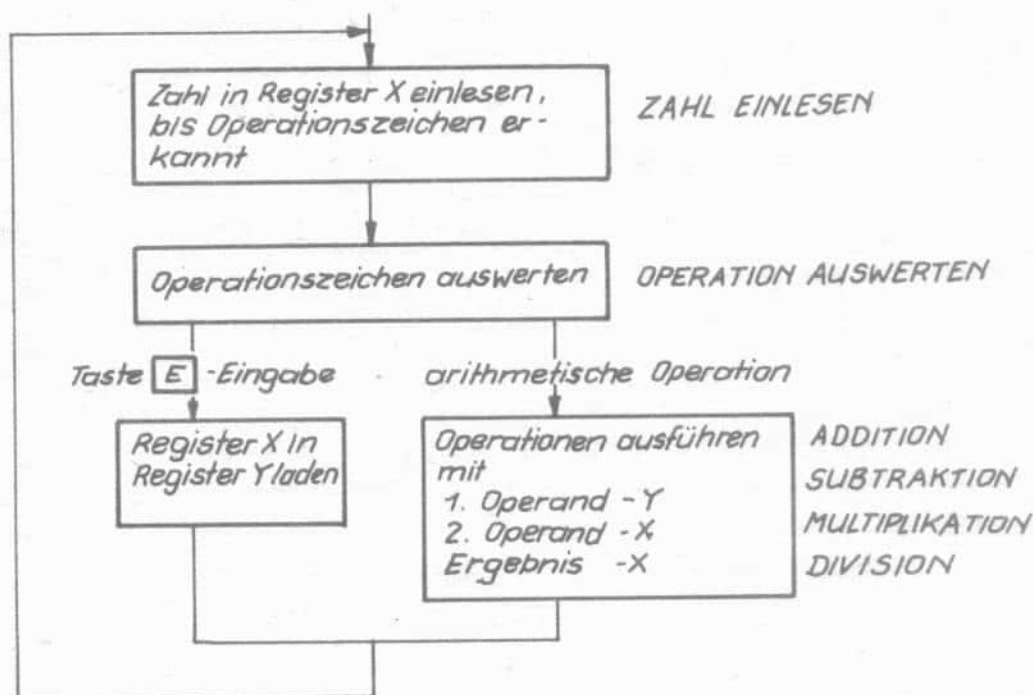 Zahl in Register X einlesen,
bis Operationszeichen er-
kannt
ZAHL EINLESEN
Operationszeichen auswerten
OPERATION AUSWERTEN
Taste E -Eingabe
arithmetische Operation
Register X in
Register Y laden
Operationen ausführen
mit
1. Operand -Y
2. Operand -X
Ergebnis -X
ADDITION
SUBTRAKTION
MULTIPLIKATION
DIVISION